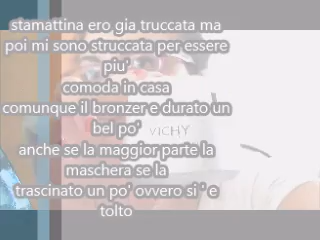 stamattina ero gia truccata ma
poi mi sono struccata per essere
piu'
comoda in casa
comunque il bronzer e durato un
bel po'
VICHY
anche se la maggior parte la
maschera se la
trascinato un po' ovvero si ' e
tolto